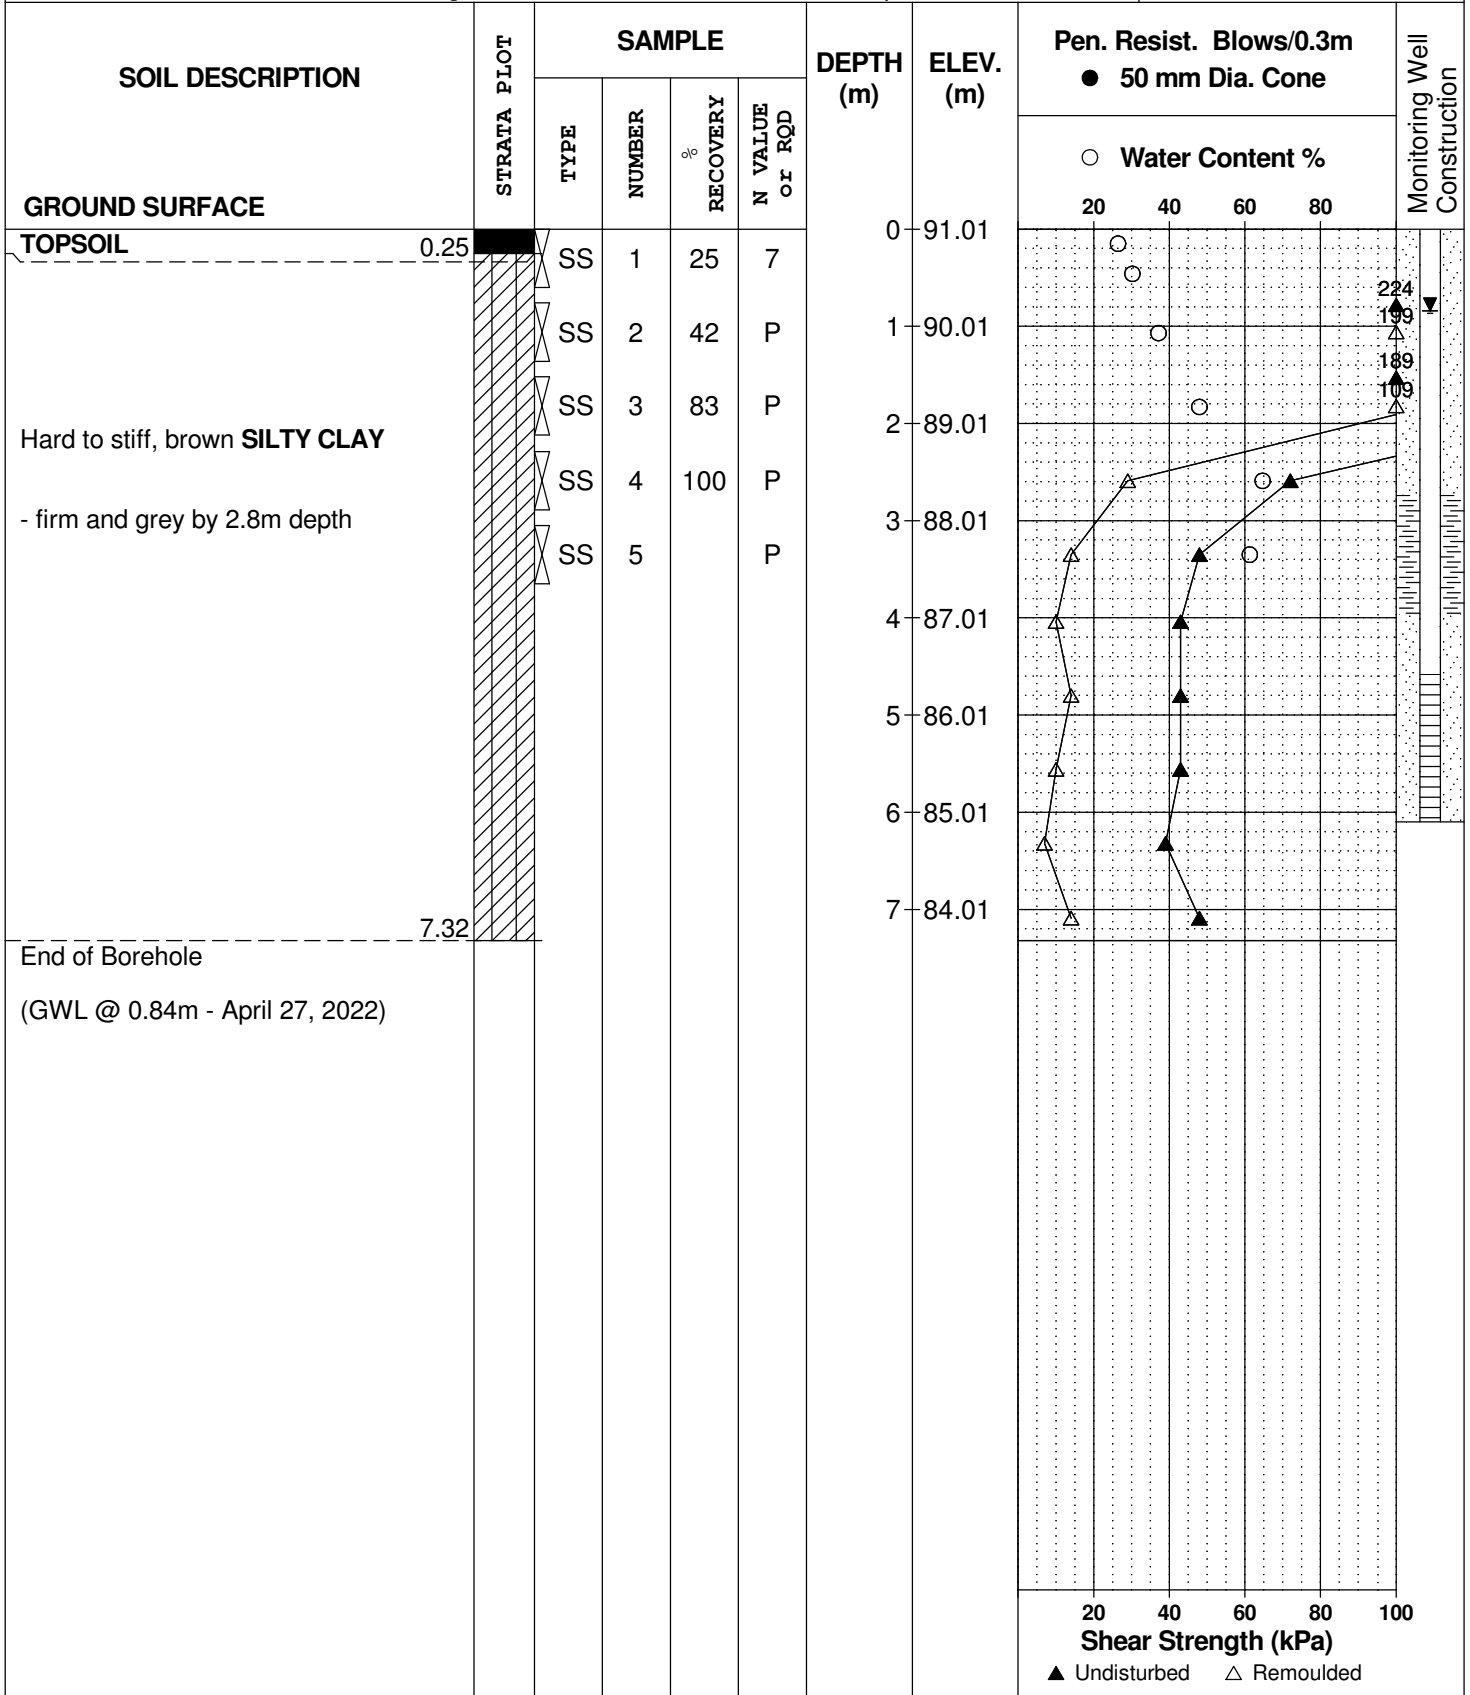 SOIL DESCRIPTION
GROUND SURFACE
STRATA PLOT
SAMPLE
TYPE
NUMBER
%
RECOVERY
N VALUE
or RQD
DEPTH
(m)
ELEV.
(m)
Pen. Resist. Blows/0.3m
● 50 mm Dia. Cone
○ Water Content %
20 40 60 80
Monitoring Well
Construction
TOPSOIL 0.25
SS 1 25 7
SS 2 42 P
SS 3 83 P
SS 4 100 P
SS 5 P
Hard to stiff, brown SILTY CLAY
- firm and grey by 2.8m depth
7.32
End of Borehole
(GWL @ 0.84m - April 27, 2022)
0 91.01
1 90.01
2 89.01
3 88.01
4 87.01
5 86.01
6 85.01
7 84.01
224
199
189
109
20 40 60 80 100
Shear Strength (kPa)
▲ Undisturbed △ Remoulded